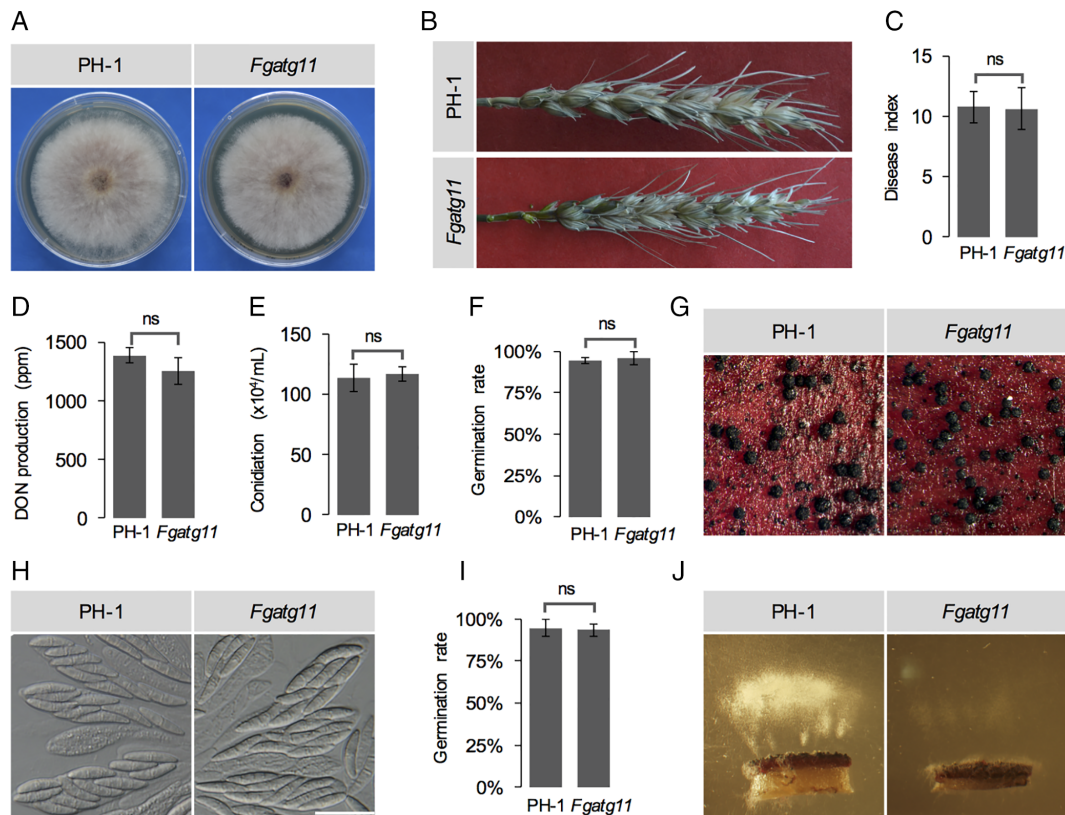 A
PH-1 Fgatg11
B
PH-1
Fgatg11
C
Disease index
15
10
5
0
ns
PH-1 Fgatg11
D
DON production (ppm)
1500
1000
500
0
ns
PH-1 Fgatg11
E
Conidiation (x10⁴/mL)
150
100
50
0
ns
PH-1 Fgatg11
F
Germination rate
100%
75%
50%
25%
0%
ns
PH-1 Fgatg11
G
PH-1 Fgatg11
H
PH-1 Fgatg11
I
Germination rate
100%
75%
50%
25%
0%
ns
PH-1 Fgatg11
J
PH-1 Fgatg11